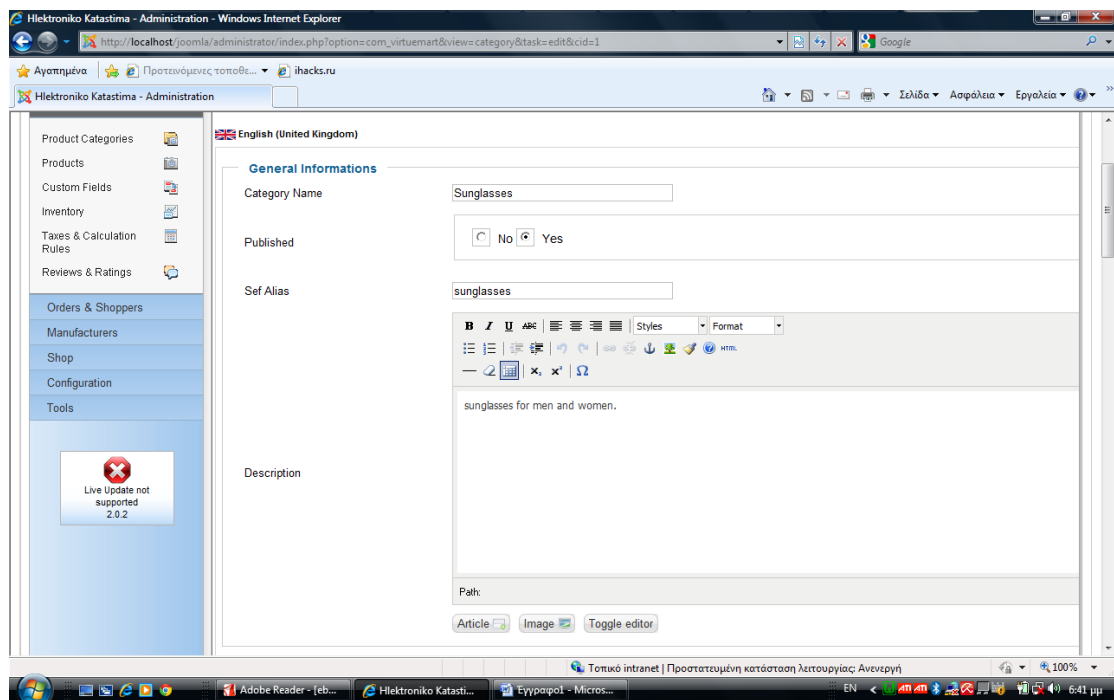 Hlektroniko Katastima - Administration - Windows Internet Explorer
http://localhost/joomla/administrator/index.php?option=com_virtuemart&view=category&task=edit&cid=1
Google
Αγαπημένα
Προτεινόμενες τοποθε...
ihacks.ru
Hlektroniko Katastima - Administration
Σελίδα
Ασφάλεια
Εργαλεία
Product Categories
Products
Custom Fields
Inventory
Taxes & Calculation
Rules
Reviews & Ratings
Orders & Shoppers
Manufacturers
Shop
Configuration
Tools
Live Update not
supported
2.0.2
English (United Kingdom)
General Informations
Category Name
Sunglasses
Published
No Yes
Sef Alias
sunglasses
B I U ABC Styles Format
HTML
x₂ x² Ω
Description
sunglasses for men and women.
Path:
Article Image Toggle editor
Τοπικό intranet | Προστατευμένη κατάσταση λειτουργίας: Ανενεργή
100%
Adobe Reader - [eb...
Hlektroniko Katasti...
Έγγραφο1 - Micros...
EN
6:41 μμ